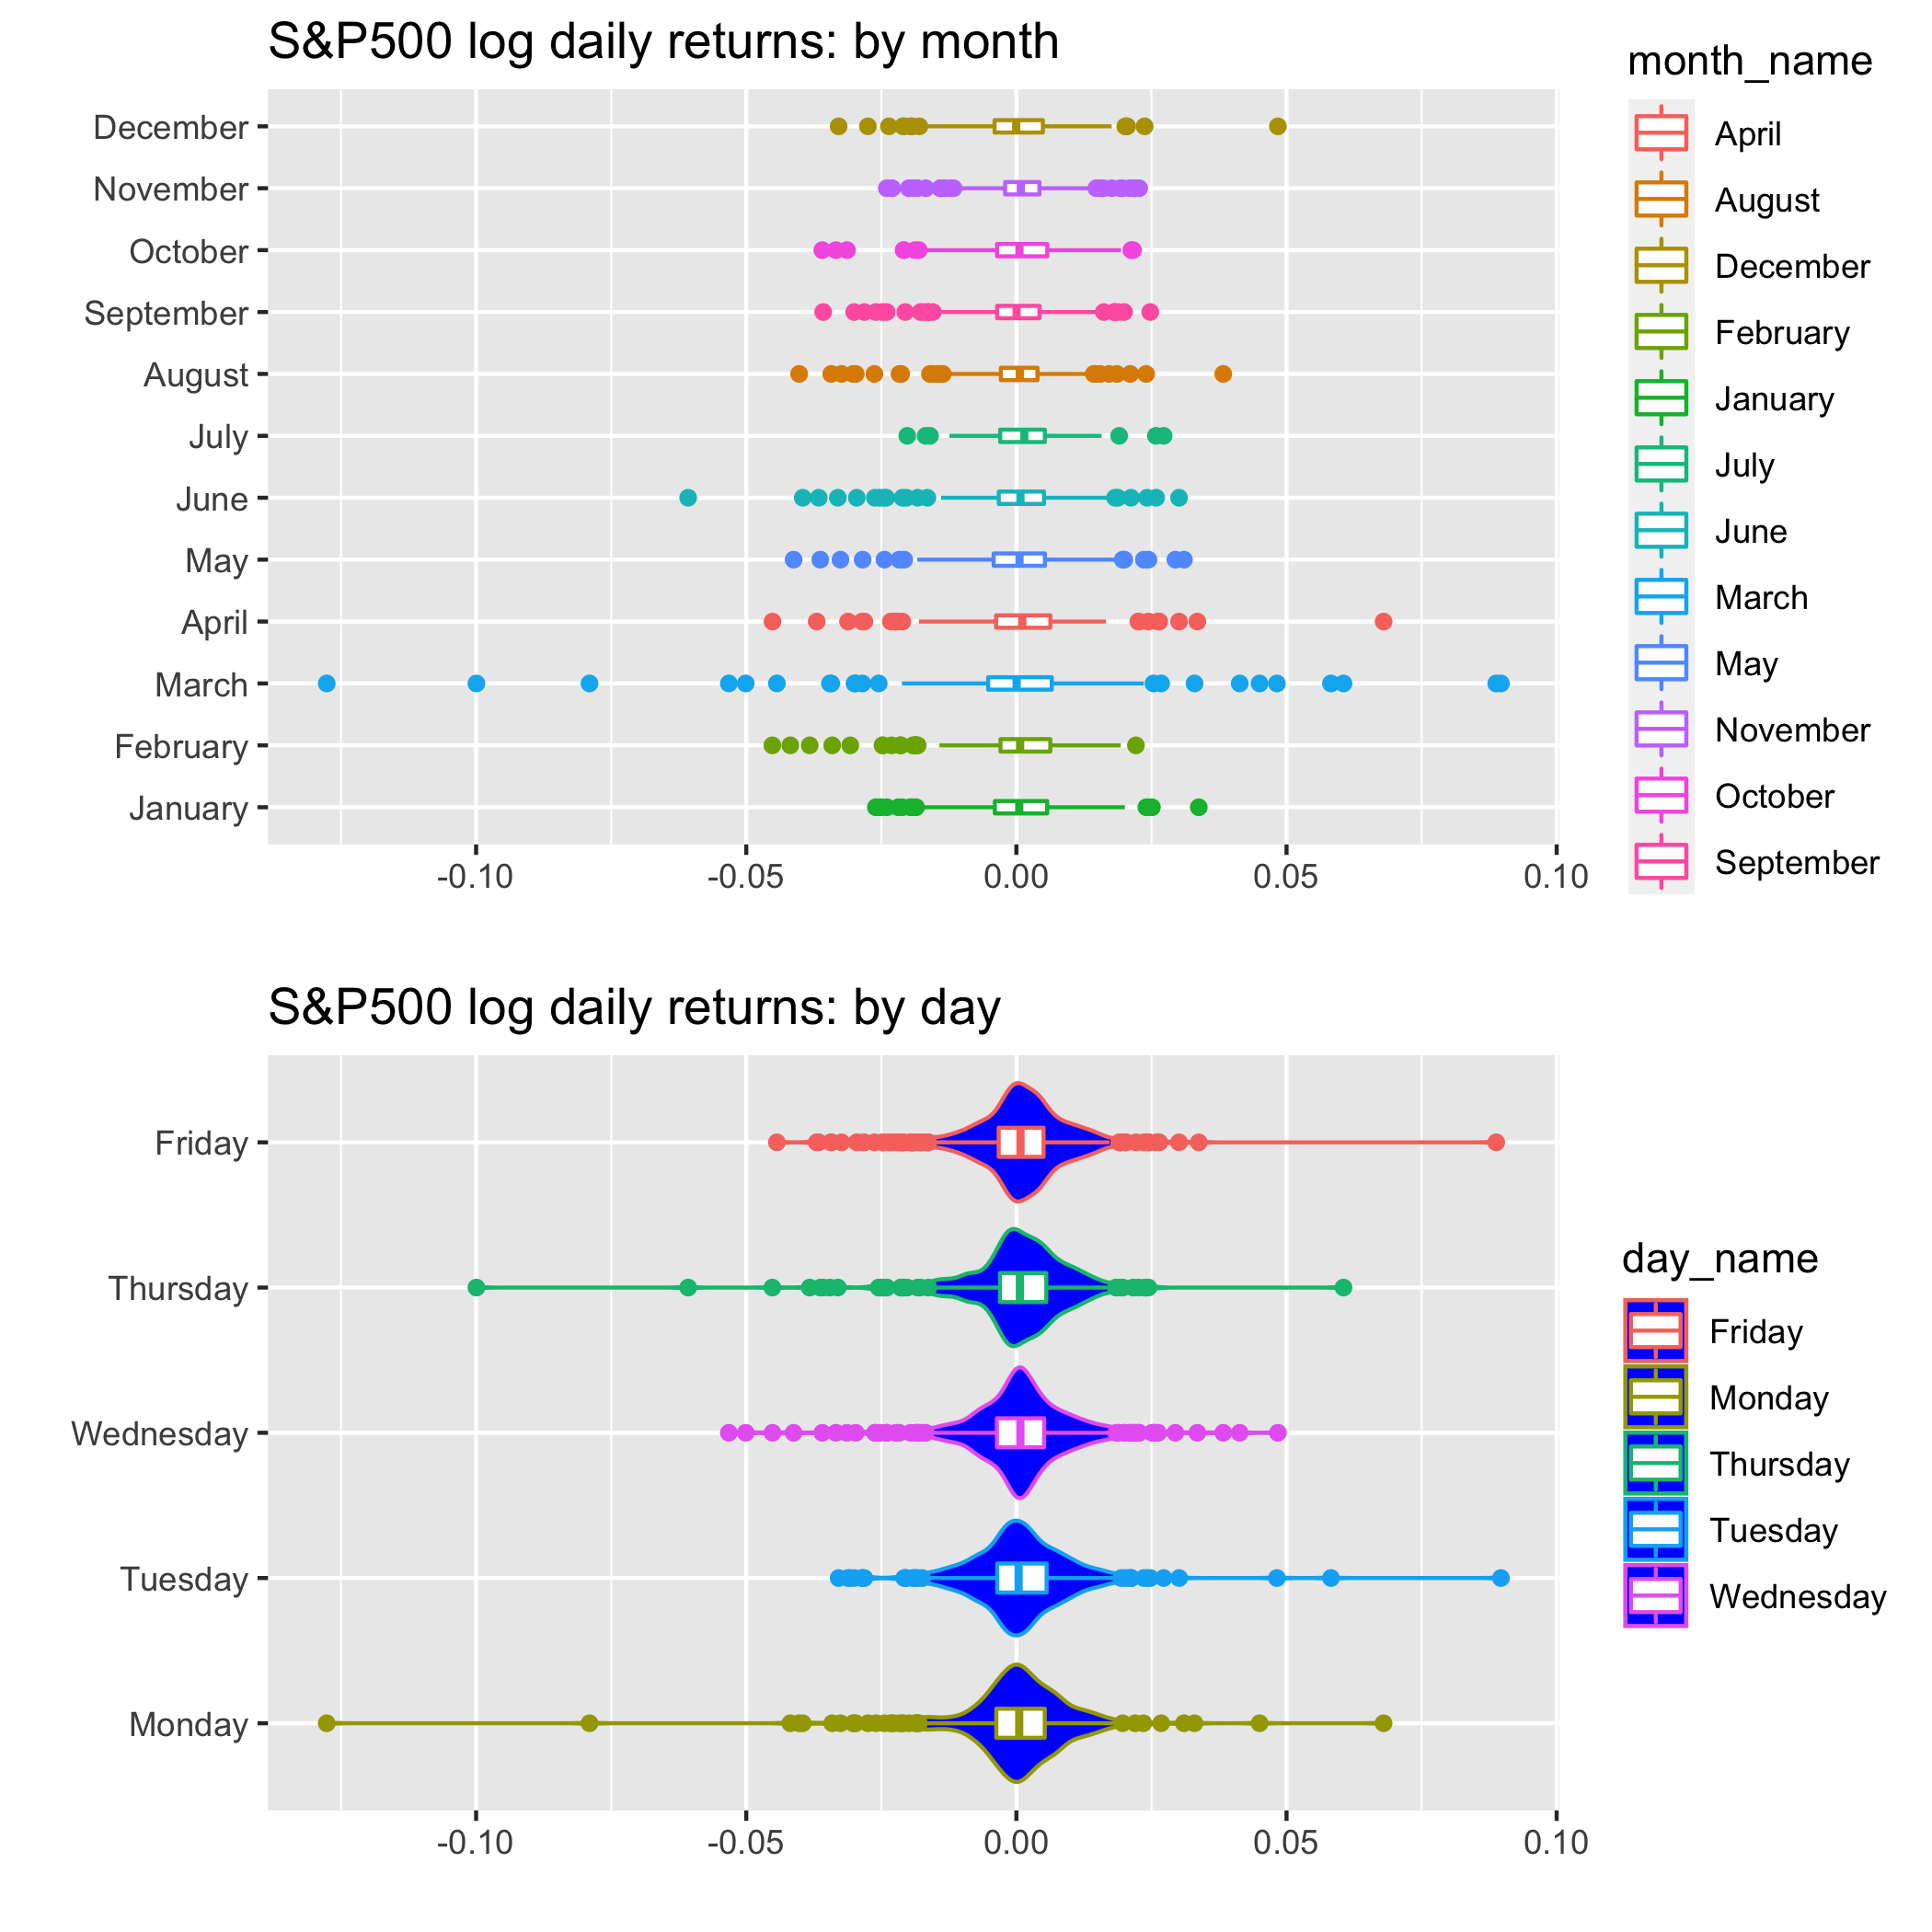 S&P500 log daily returns: by month
December
November
October
September
August
July
June
May
April
March
February
January
-0.10 -0.05 0.00 0.05 0.10
month_name
April
August
December
February
January
July
June
March
May
November
October
September
S&P500 log daily returns: by day
Friday
Thursday
Wednesday
Tuesday
Monday
-0.10 -0.05 0.00 0.05 0.10
day_name
Friday
Monday
Thursday
Tuesday
Wednesday